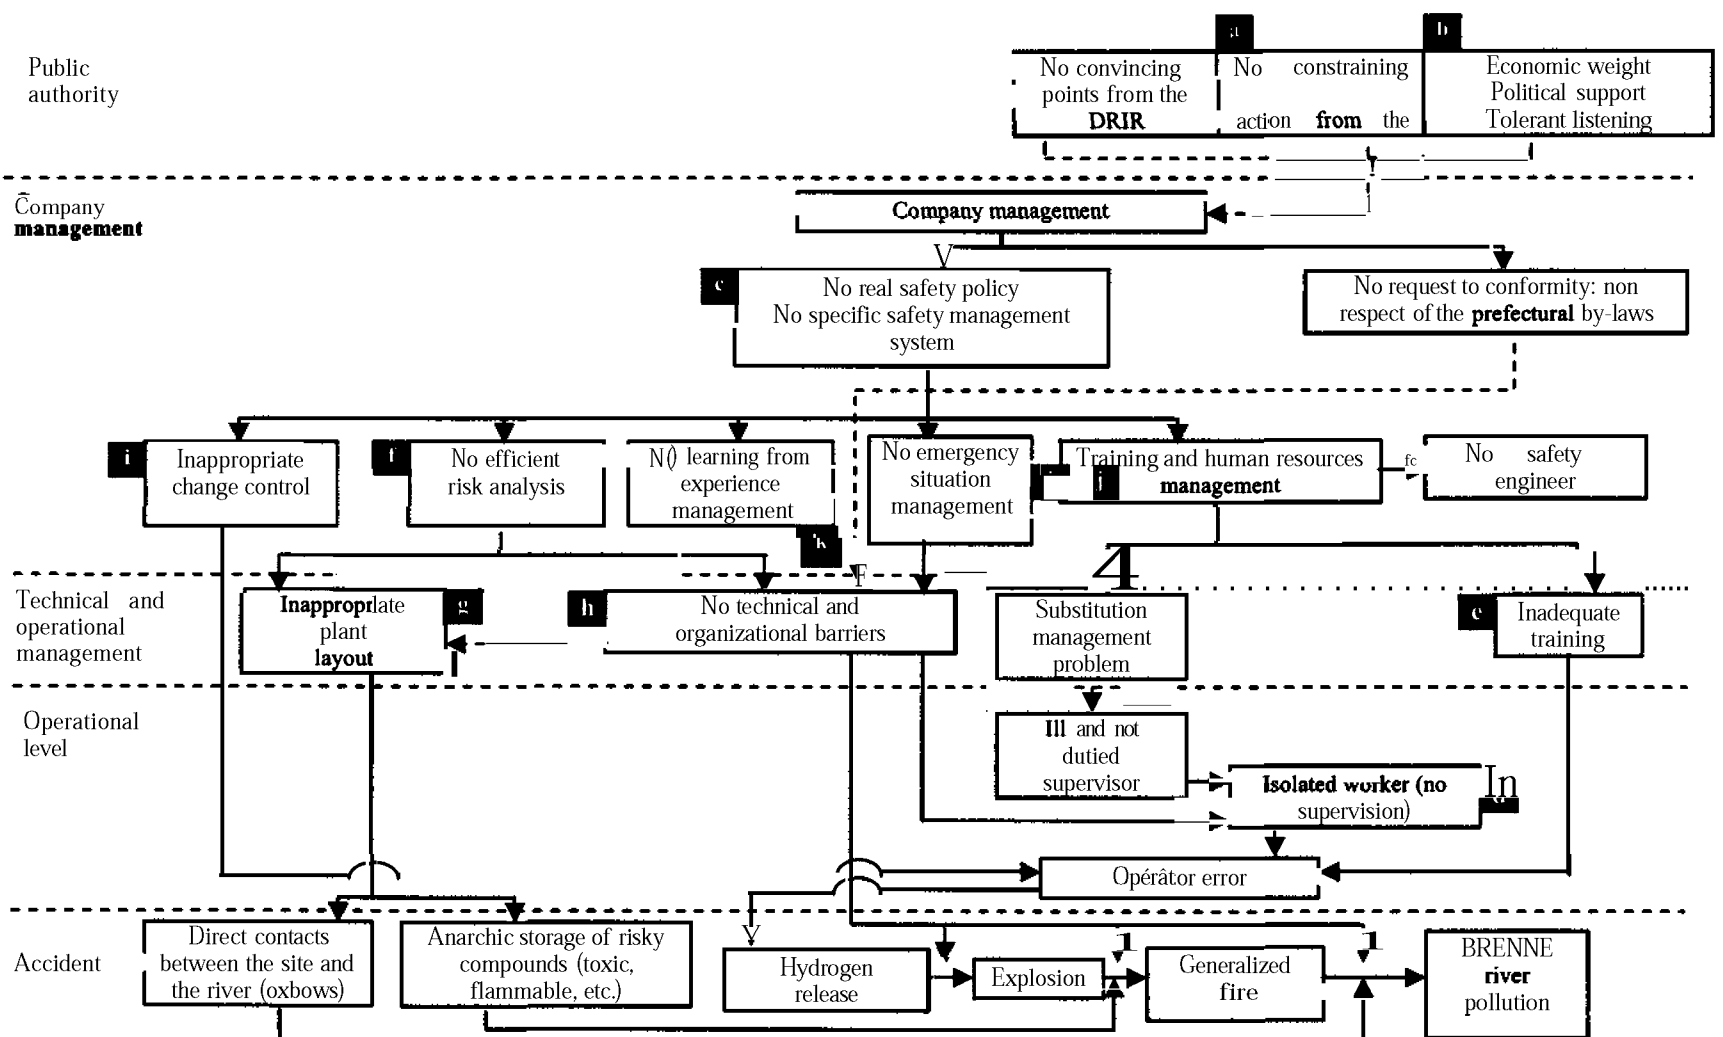 a
b
Public
authority
No convincing
points from the
DRIR
No constraining
action from the
Economic weight
Political support
Tolerant listening
Company
management
Company management
V
c
No real safety policy
No specific safety management
system
No request to conformity: non
respect of the prefectural by-laws
i
Inappropriate
change control
f
No efficient
risk analysis
N() learning from
experience
management
k
No emergency
situation
management
j
Training and human resources
management
fc
No safety
engineer
4
F
Technical and
operational
management
Inappropriate
plant
layout
g
h
No technical and
organizational barriers
Substitution
management
problem
e
Inadequate
training
Operational
level
Ill and not
dutied
supervisor
Isolated worker (no
supervision)
In
Opérâtor error
Accident
Direct contacts
between the site and
the river (oxbows)
Anarchic storage of risky
compounds (toxic,
flammable, etc.)
V
Hydrogen
release
Explosion
1
Generalized
fire
1
BRENNE
river
pollution